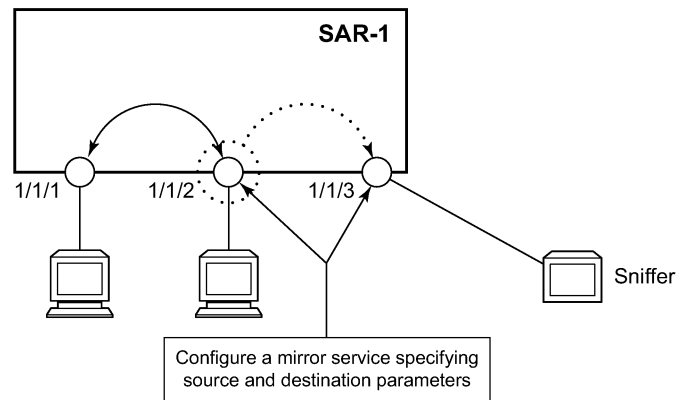 SAR-1
1/1/1
1/1/2
1/1/3
Sniffer
Configure a mirror service specifying
source and destination parameters